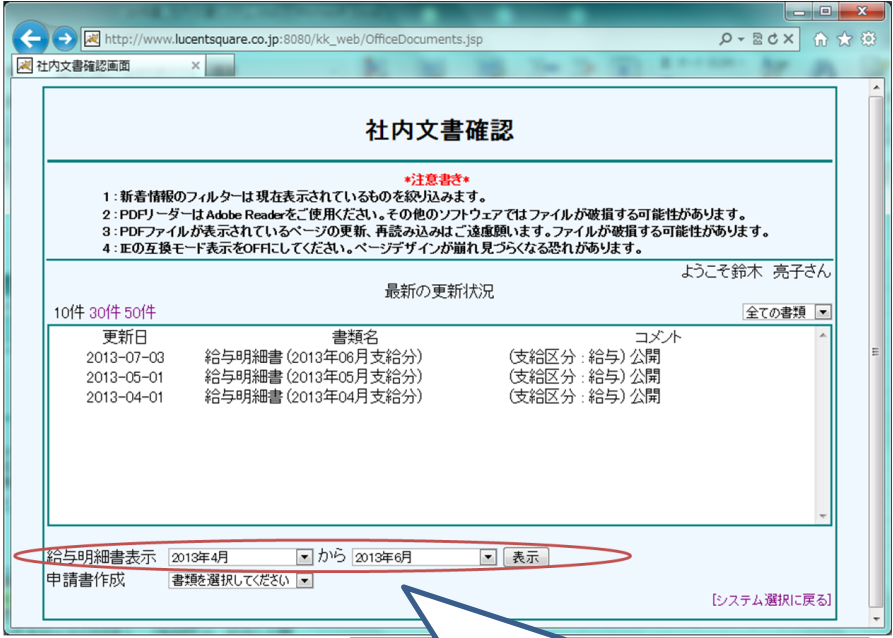 http://www.lucentsquare.co.jp:8080/kk_web/OfficeDocuments.jsp
社内文書確認画面
社内文書確認
*注意書き*
1：新着情報のフィルターは現在表示されているものを絞り込みます。
2：PDFリーダーはAdobe Readerをご使用ください。その他のソフトウェアではファイルが破損する可能性があります。
3：PDFファイルが表示されているページの更新、再読み込みはご遠慮願います。ファイルが破損する可能性があります。
4：IEの互換モード表示をOFFにしてください。ページデザインが崩れ見づらくなる恐れがあります。
ようこそ鈴木 亮子さん
最新の更新状況
10件 30件 50件 全ての書類
更新日 書類名 コメント
2013-07-03 給与明細書(2013年06月支給分) (支給区分：給与)公開
2013-05-01 給与明細書(2013年05月支給分) (支給区分：給与)公開
2013-04-01 給与明細書(2013年04月支給分) (支給区分：給与)公開
給与明細書表示 2013年4月 から 2013年6月 表示
申請書作成 書類を選択してください
[システム選択に戻る]